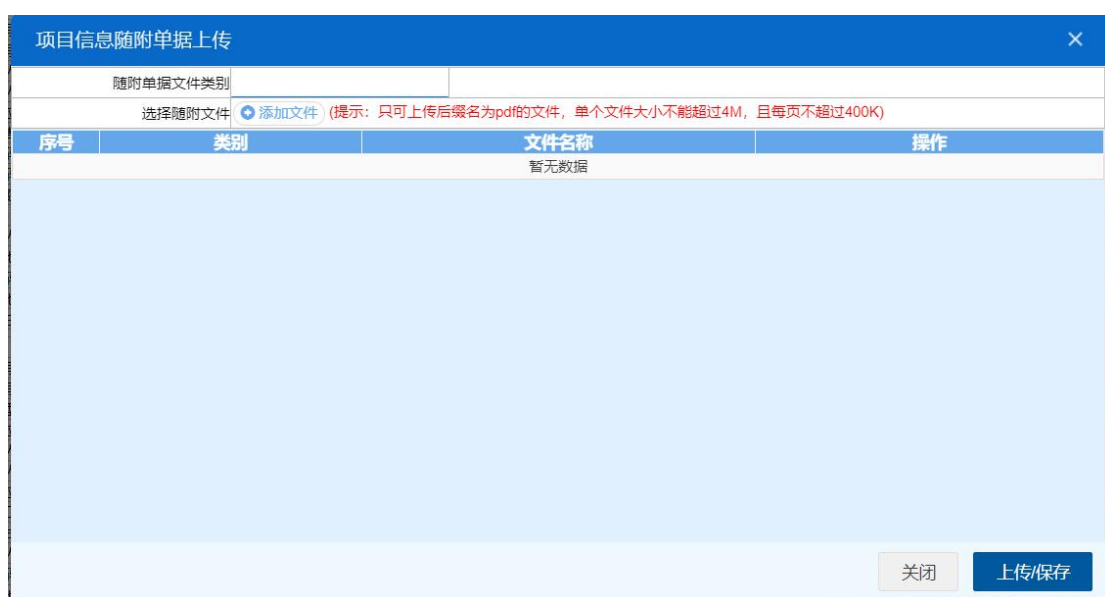 项目信息随附单据上传
随附单据文件类别
选择随附文件 添加文件 (提示：只可上传后缀名为pdf的文件，单个文件大小不能超过4M，且每页不超过400K)
序号 类别 文件名称 操作
暂无数据
关闭 上传/保存